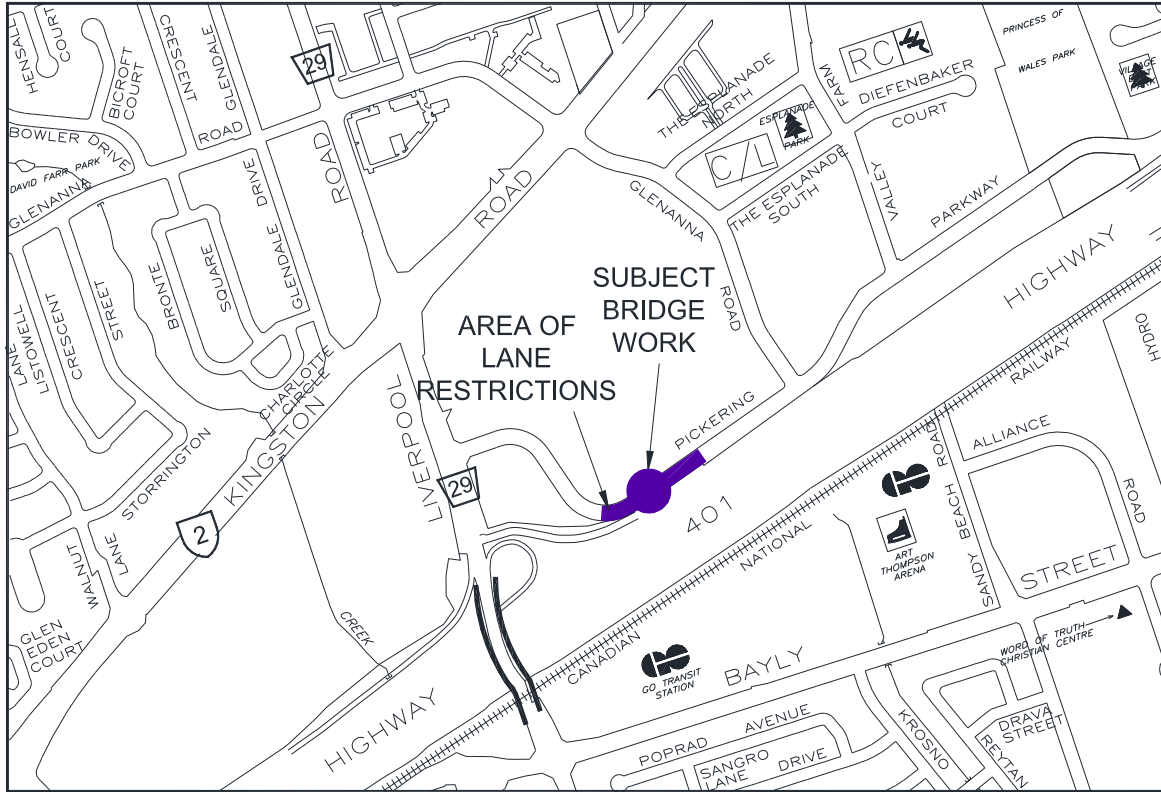 HENSALL
COURT
BICROFT
COURT
CRESCENT
GLENDALE
29
ROAD
BOWLER DRIVE
DAVID FARR PARK
GLENANNA
ROAD
DRIVE
GLENDALE
BRONTE
SQUARE
STREET
CRESCENT
LISTOWELL
LANE
CHARLOTTE
CIRCLE
STORRINGTON
LANE
WALNUT
GLEN
EDEN
COURT
2
KINGSTON
ROAD
LIVERPOOL
29
CREEK
THE ESPLANADE
NORTH
ESPLANADE
PARK
C/L
THE ESPLANADE
SOUTH
GLENANNA
ROAD
FARM
VALLEY
RC
DIEFENBAKER
COURT
PRINCESS OF
WALES PARK
VILLAGE
EAST
PARK
PARKWAY
PICKERING
SUBJECT
BRIDGE
WORK
AREA OF
LANE
RESTRICTIONS
HIGHWAY
401
HIGHWAY
CANADIAN
NATIONAL
RAILWAY
HYDRO
ALLIANCE
ROAD
SANDY BEACH ROAD
GO
ART
THOMPSON
ARENA
STREET
BAYLY
GO
GO TRANSIT
STATION
WORD OF TRUTH
CHRISTIAN CENTRE
POPRAD AVENUE
SANGRO
LANE
DRIVE
KROSNO
REYTAN
DRAVA
STREET